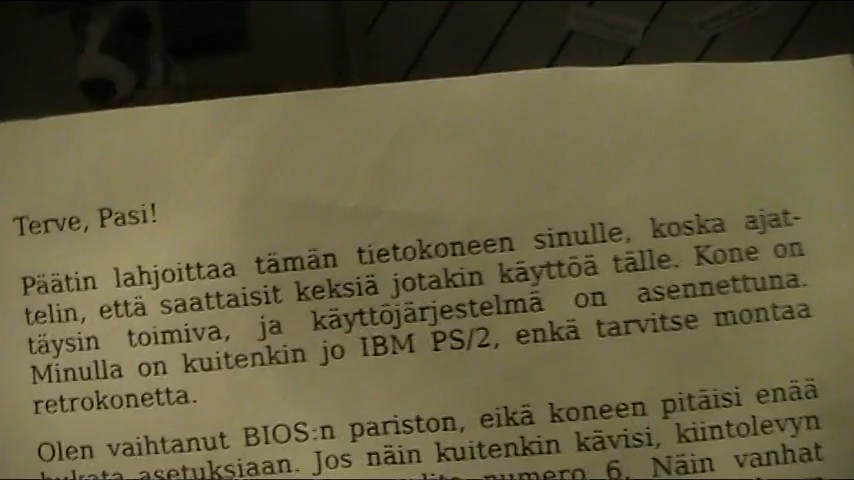 Terve, Pasi!
Päätin lahjoittaa tämän tietokoneen sinulle, koska ajat-
telin, että saattaisit keksiä jotakin käyttöä tälle. Kone on
täysin toimiva, ja käyttöjärjestelmä on asennettuna.
Minulla on kuitenkin jo IBM PS/2, enkä tarvitse montaa
retrokonetta.
Olen vaihtanut BIOS:n pariston, eikä koneen pitäisi enää
hukata asetuksiaan. Jos näin kuitenkin kävisi, kiintolevyn
numero 6. Näin vanhat